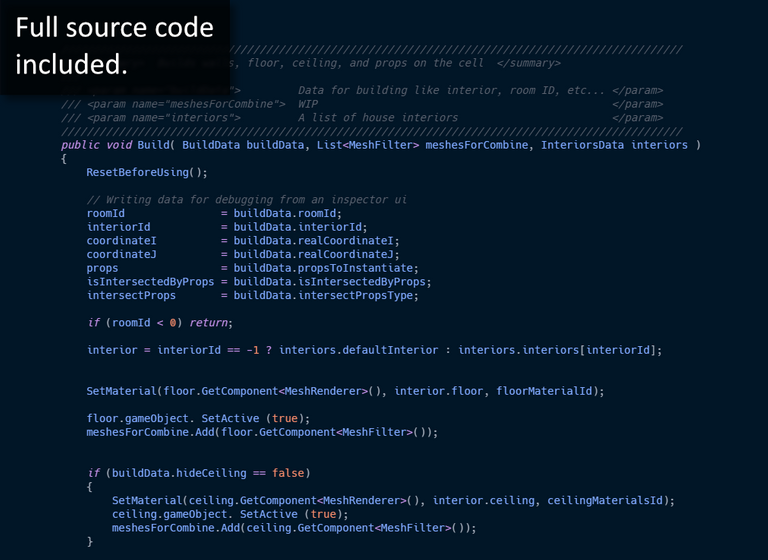 Full source code
included.
//////////////////////////////////////////////////////////////////////
, floor, ceiling, and props on the cell  </summary>
">         Data for building like interior, room ID, etc... </param>
/// <param name="meshesForCombine">  WIP                                              </param>
/// <param name="interiors">         A list of house interiors                        </param>
/////////////////////////////////////////////////////////////////////////////////////////////////
public void Build( BuildData buildData, List<MeshFilter> meshesForCombine, InteriorsData interiors )
{
    ResetBeforeUsing();
    // Writing data for debugging from an inspector ui
    roomId               = buildData.roomId;
    interiorId           = buildData.interiorId;
    coordinateI          = buildData.realCoordinateI;
    coordinateJ          = buildData.realCoordinateJ;
    props                = buildData.propsToInstantiate;
    isIntersectedByProps = buildData.isIntersectedByProps;
    intersectProps       = buildData.intersectPropsType;
    if (roomId < 0) return;
    interior = interiorId == -1 ? interiors.defaultInterior : interiors.interiors[interiorId];
    SetMaterial(floor.GetComponent<MeshRenderer>(), interior.floor, floorMaterialId);
    floor.gameObject. SetActive (true);
    meshesForCombine.Add(floor.GetComponent<MeshFilter>());
    if (buildData.hideCeiling == false)
    {
        SetMaterial(ceiling.GetComponent<MeshRenderer>(), interior.ceiling, ceilingMaterialsId);
        ceiling.gameObject. SetActive (true);
        meshesForCombine.Add(ceiling.GetComponent<MeshFilter>());
    }